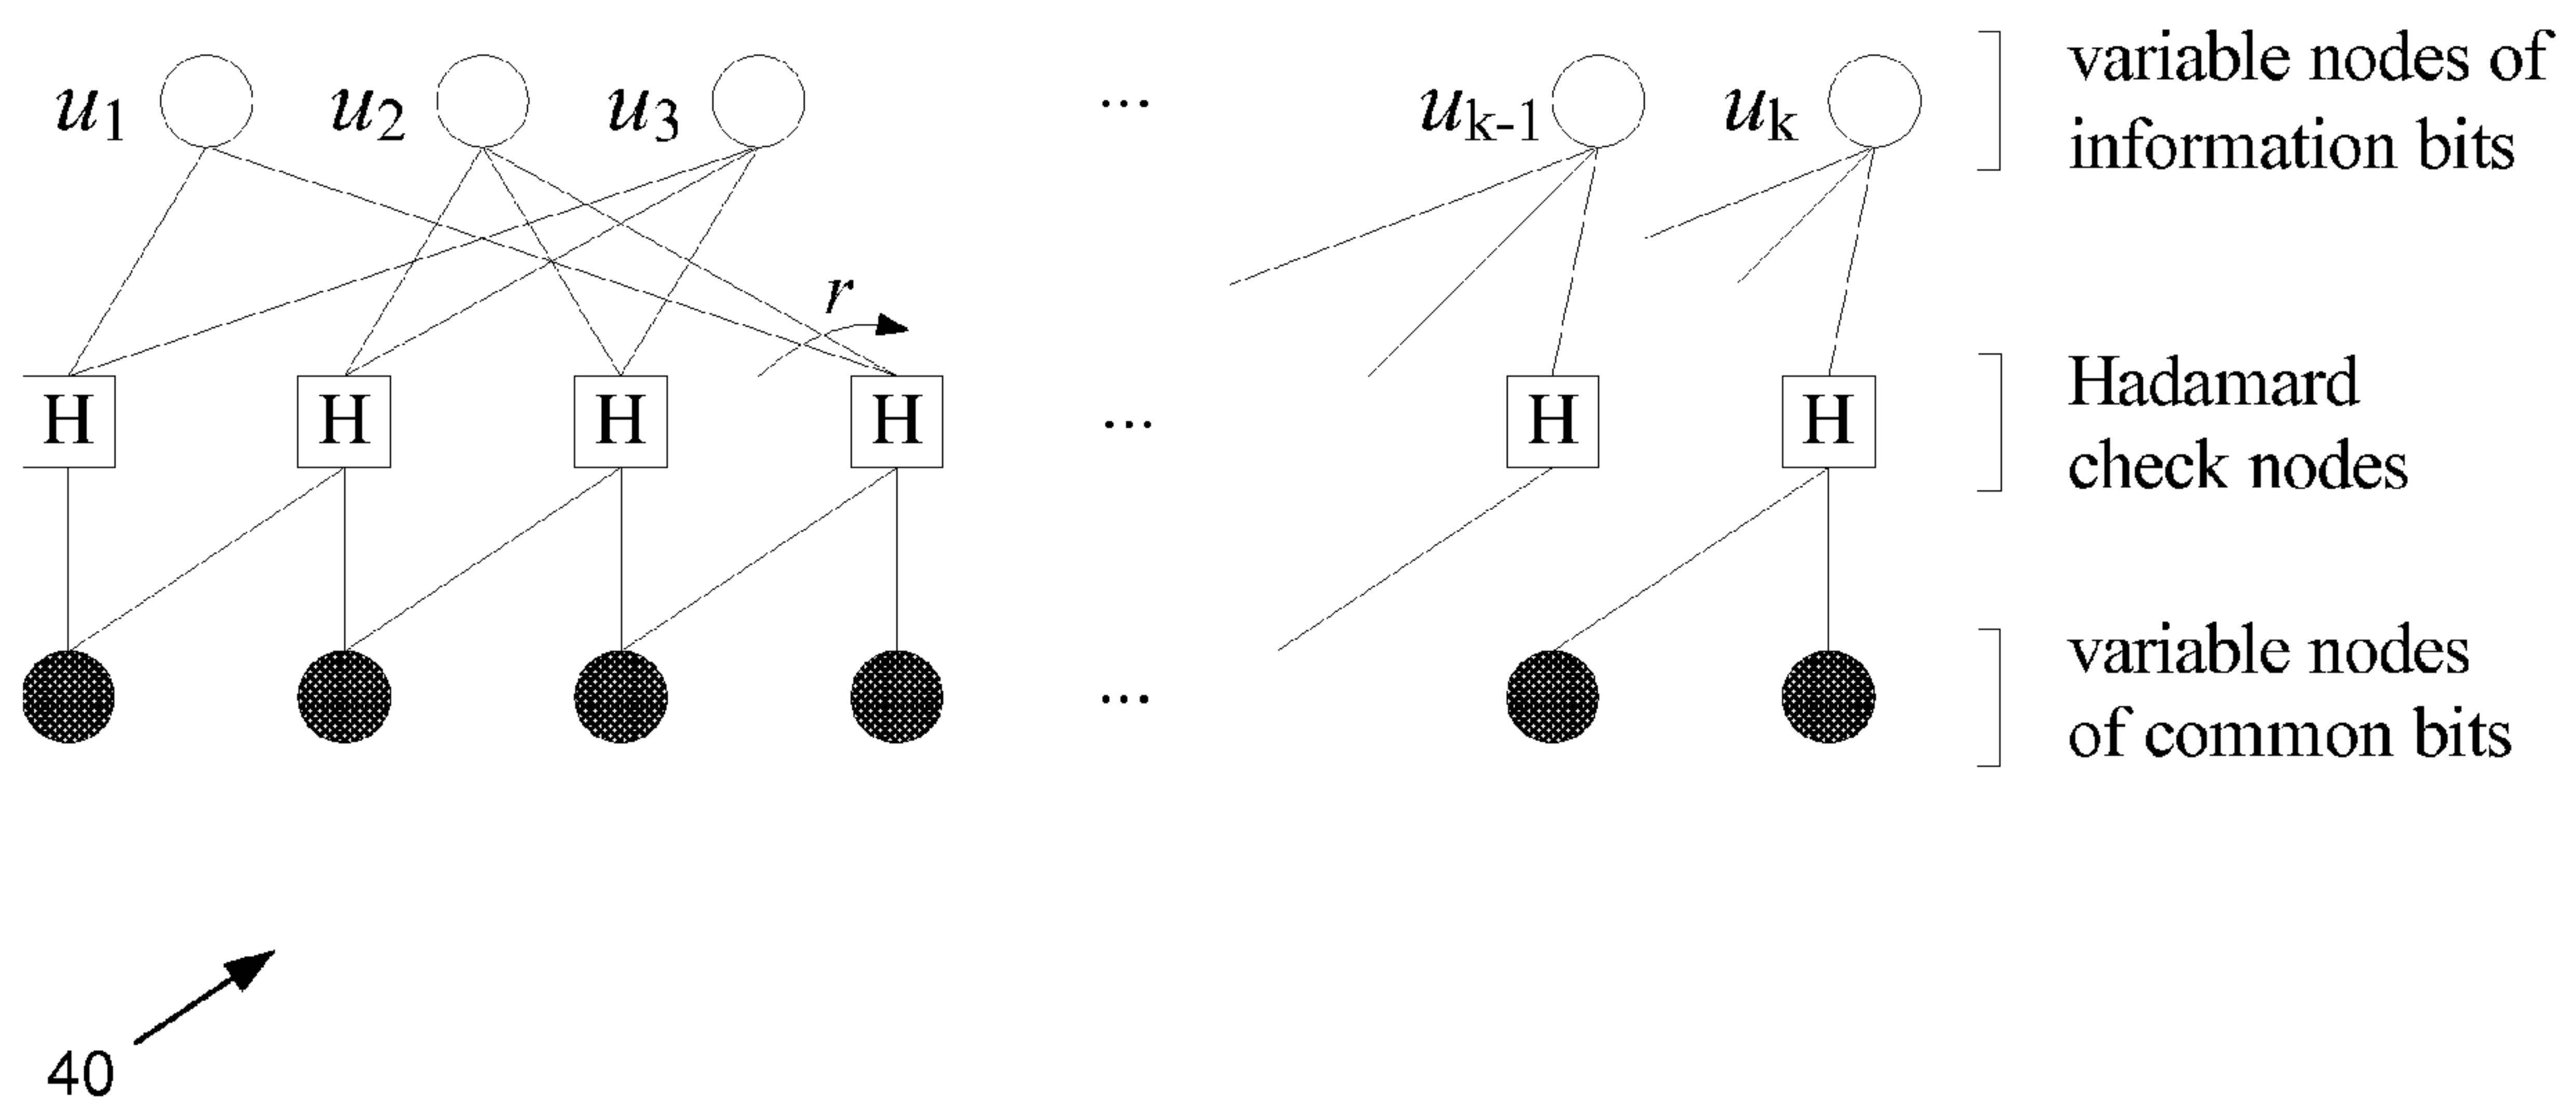 u1 u2 u3 ... uk-1 uk
variable nodes of
information bits
r
H H H H ... H H
Hadamard
check nodes
...
variable nodes
of common bits
40